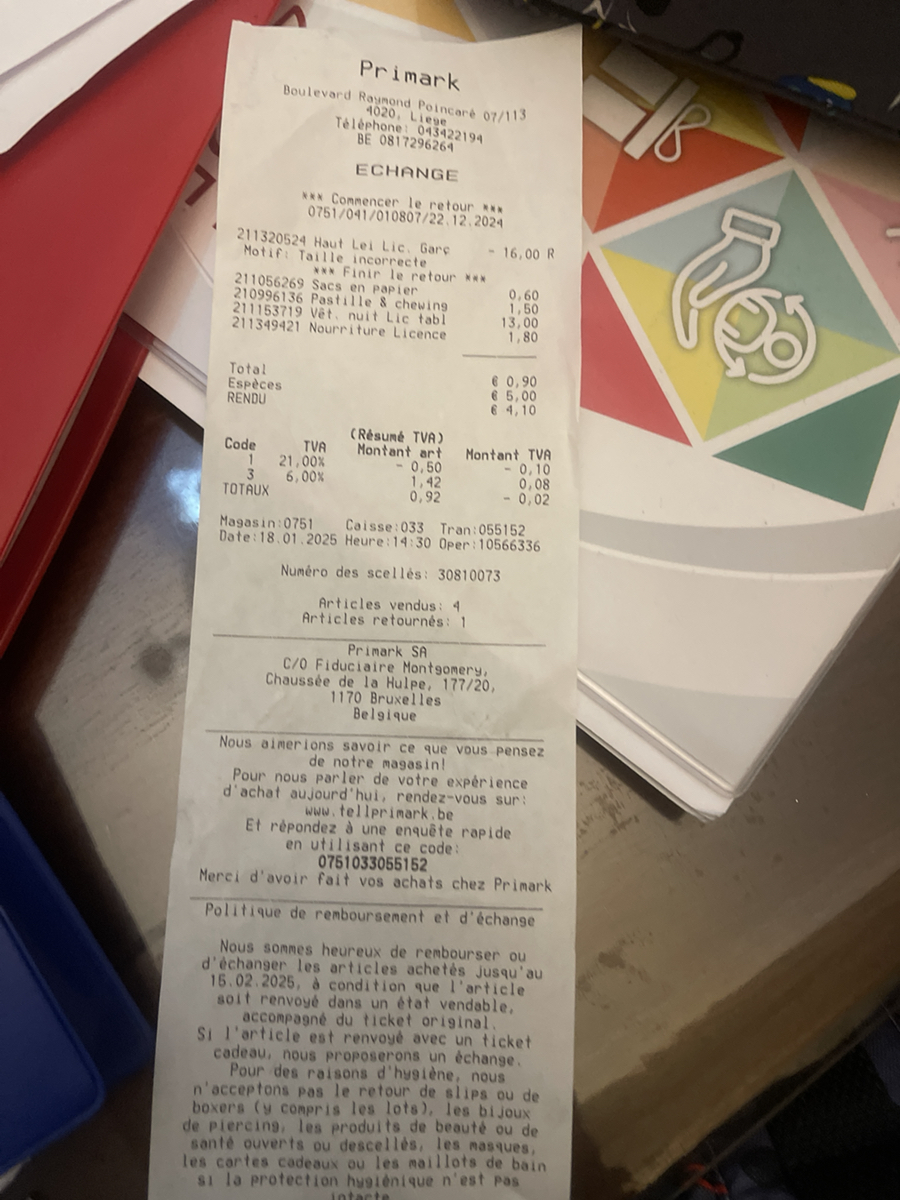 Primark
Boulevard Raymond Poincaré 07/113
4020, Liege
Téléphone: 043422194
BE 0817296264
ECHANGE
*** Commencer le retour ***
0751/041/010807/22.12.2024
211320524 Haut Lei Lic. Garç - 16,00 R
Motif: Taille incorrecte
*** Finir le retour ***
211056269 Sacs en papier 0,60
210996136 Pastille & chewing 1,50
211153719 Vêt. nuit Lic tabl 13,00
211349421 Nourriture Licence 1,80
Total € 0,90
Espèces € 5,00
RENDU € 4,10
(Résumé TVA)
Code TVA Montant art Montant TVA
1 21,00% - 0,50 - 0,10
3 6,00% 1,42 0,08
TOTAUX 0,92 - 0,02
Magasin:0751 Caisse:033 Tran:055152
Date:18.01.2025 Heure:14:30 Oper:10566336
Numéro des scellés: 30810073
Articles vendus: 4
Articles retournés: 1
Primark SA
C/O Fiduciaire Montgomery,
Chaussée de la Hulpe, 177/20,
1170 Bruxelles
Belgique
Nous aimerions savoir ce que vous pensez
de notre magasin!
Pour nous parler de votre expérience
d'achat aujourd'hui, rendez-vous sur:
www.tellprimark.be
Et répondez à une enquête rapide
en utilisant ce code:
0751033055152
Merci d'avoir fait vos achats chez Primark
Politique de remboursement et d'échange
Nous sommes heureux de rembourser ou
d'échanger les articles achetés jusqu'au
15.02.2025, à condition que l'article
soit renvoyé dans un état vendable,
accompagné du ticket original.
Si l'article est renvoyé avec un ticket
cadeau, nous proposerons un échange.
Pour des raisons d'hygiène, nous
n'acceptons pas le retour de slips ou de
boxers (y compris les lots), les bijoux
de piercing, les produits de beauté ou de
santé ouverts ou descellés, les masques,
les cartes cadeaux ou les maillots de bain
si la protection hygiénique n'est pas
intacte